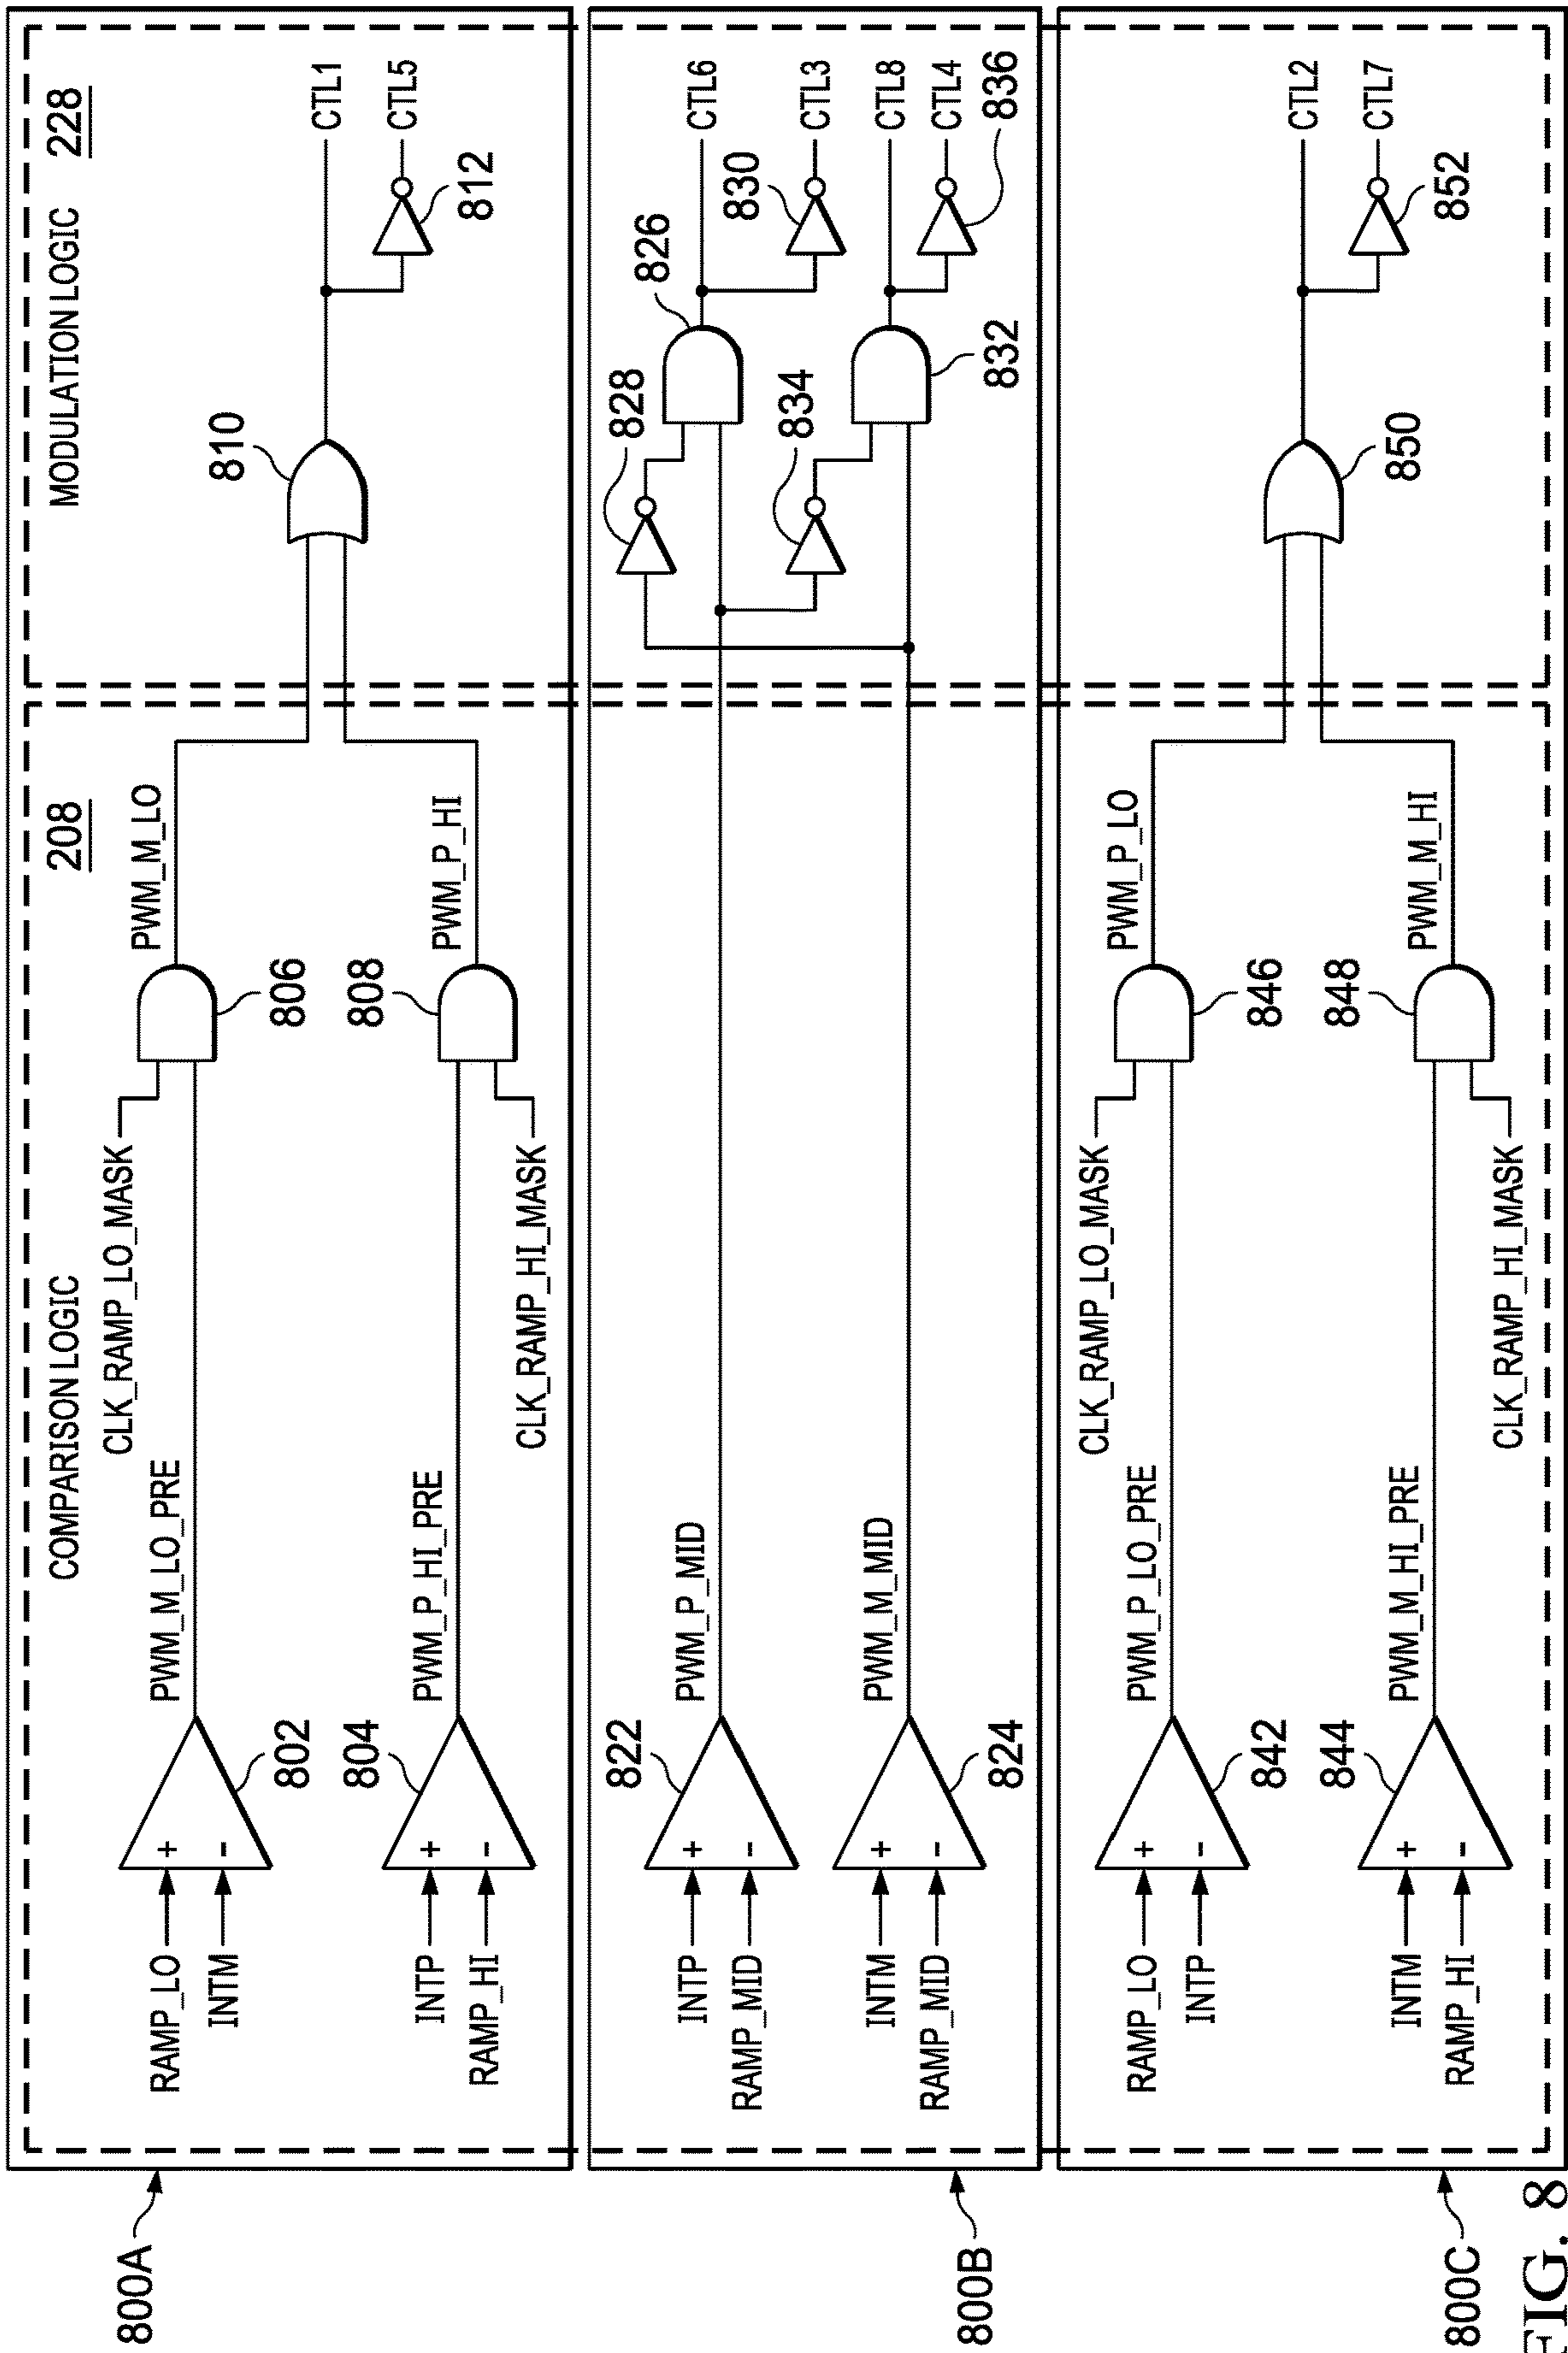 COMPARISON LOGIC
208
MODULATION LOGIC
228
800A
RAMP_LO
INTM
+
-
802
PWM_M_LO_PRE
CLK_RAMP_LO_MASK
806
PWM_M_LO
INTP
RAMP_HI
+
-
804
PWM_P_HI_PRE
CLK_RAMP_HI_MASK
808
PWM_P_HI
810
812
CTL1
CTL5
800B
INTP
RAMP_MID
+
-
822
PWM_P_MID
INTM
RAMP_MID
+
-
824
PWM_M_MID
828
826
834
832
830
836
CTL6
CTL3
CTL8
CTL4
800C
RAMP_LO
INTP
+
-
842
PWM_P_LO_PRE
CLK_RAMP_LO_MASK
846
PWM_P_LO
INTM
RAMP_HI
+
-
844
PWM_M_HI_PRE
CLK_RAMP_HI_MASK
848
PWM_M_HI
850
852
CTL2
CTL7
FIG. 8